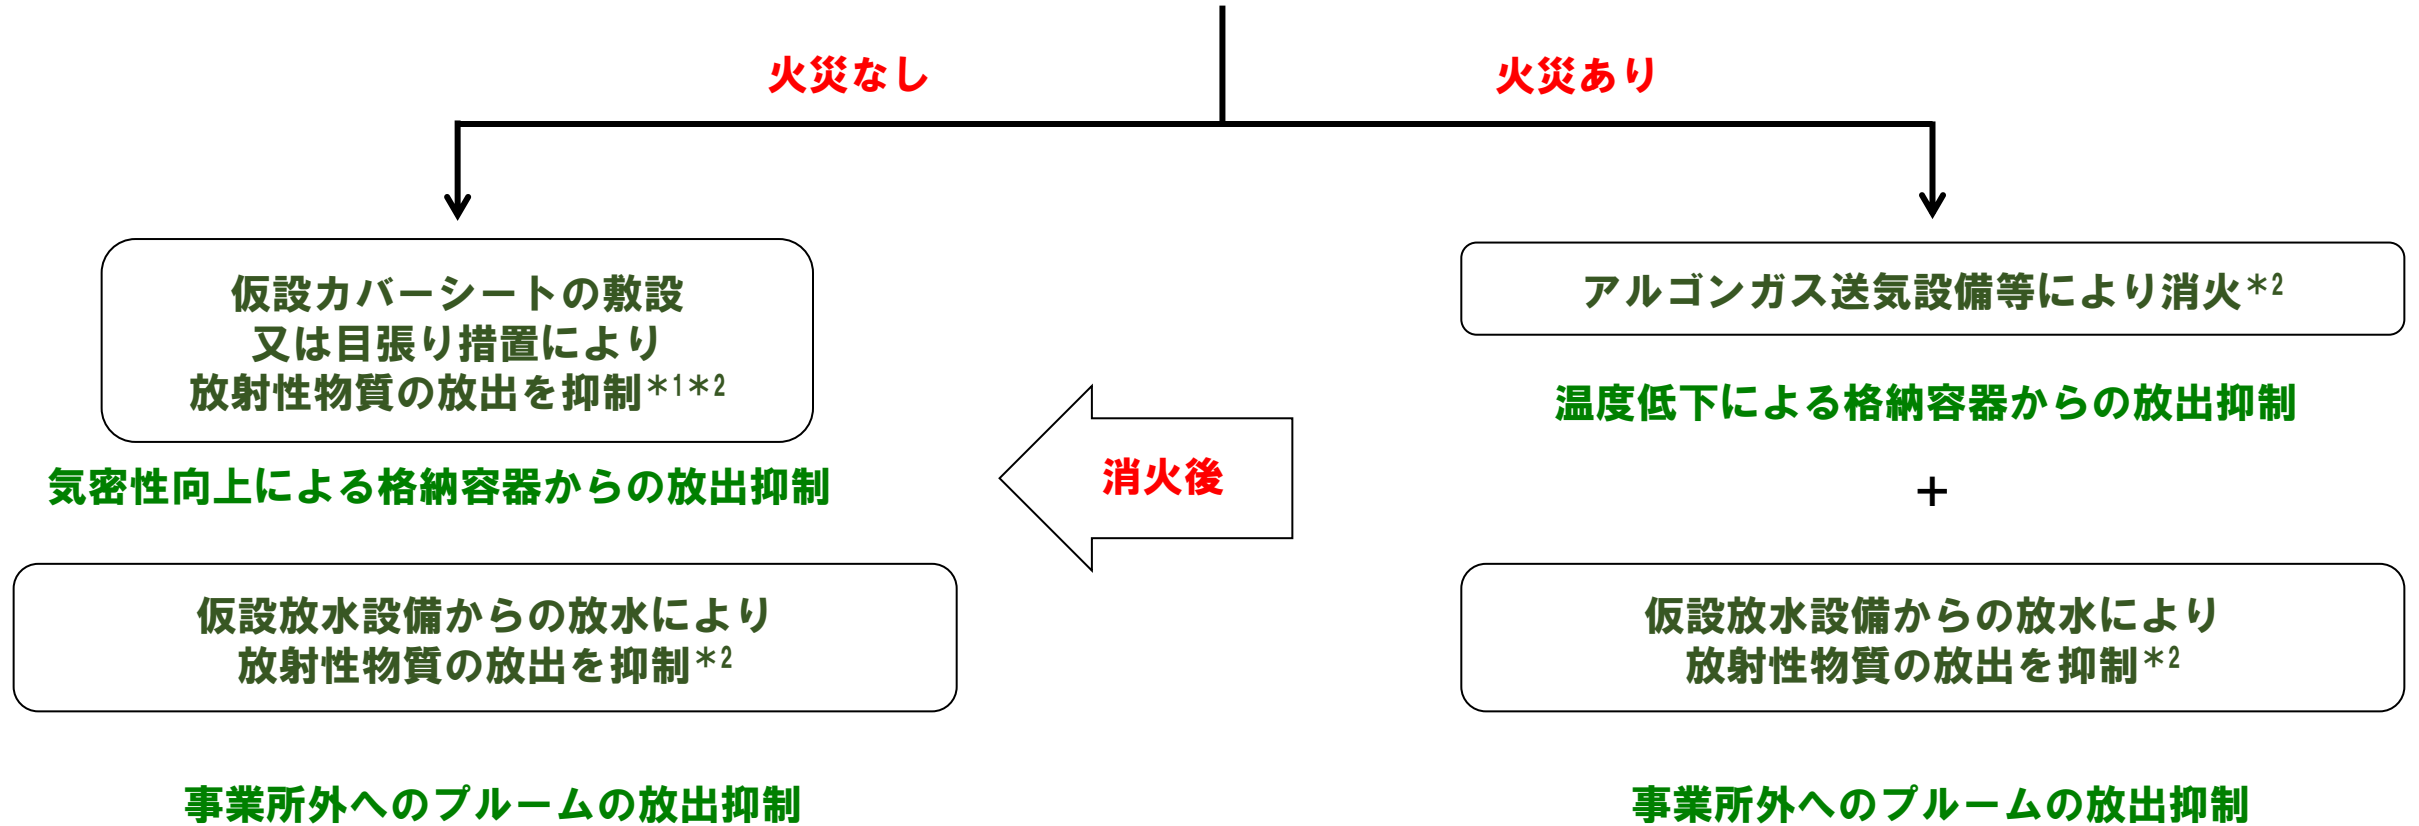 火災なし
火災あり
仮設カバーシートの敷設
又は目張り措置により
放射性物質の放出を抑制*1*2
気密性向上による格納容器からの放出抑制
仮設放水設備からの放水により
放射性物質の放出を抑制*2
事業所外へのプルームの放出抑制
消火後
アルゴンガス送気設備等により消火*2
温度低下による格納容器からの放出抑制
+
仮設放水設備からの放水により
放射性物質の放出を抑制*2
事業所外へのプルームの放出抑制